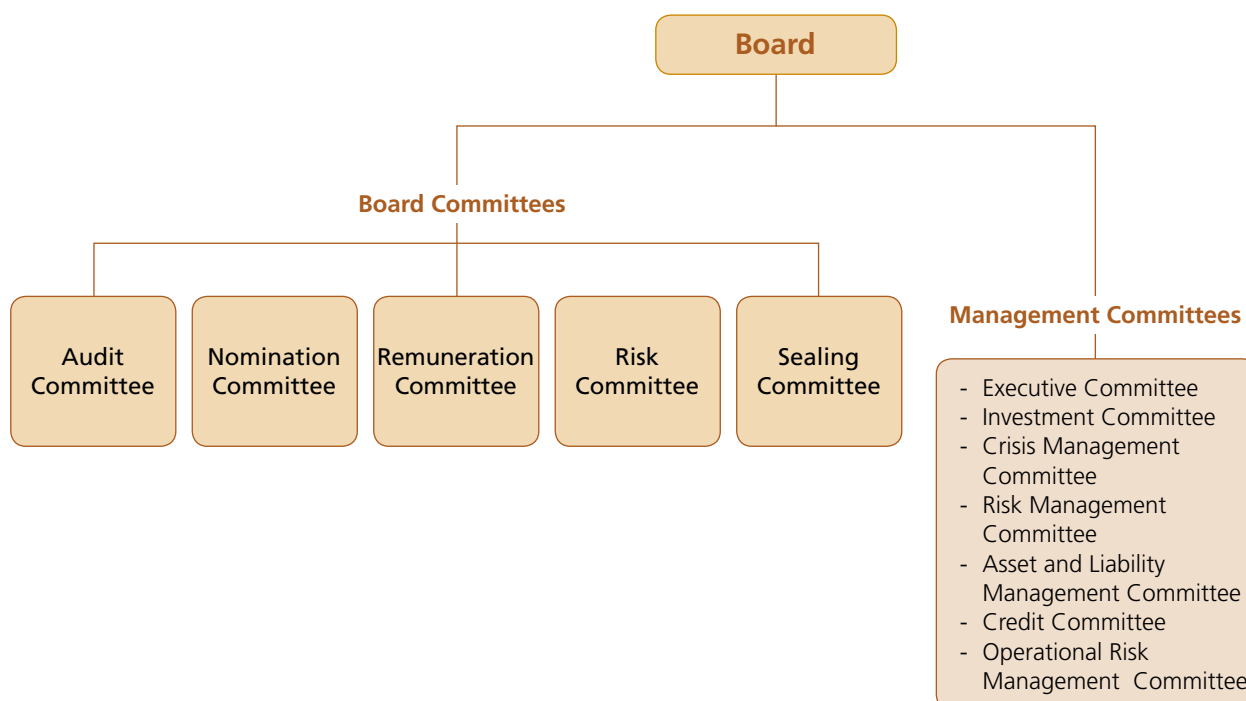 Board
Board Committees
Audit
Committee
Nomination
Committee
Remuneration
Committee
Risk
Committee
Sealing
Committee
Management Committees
- Executive Committee
- Investment Committee
- Crisis Management
Committee
- Risk Management
Committee
- Asset and Liability
Management Committee
- Credit Committee
- Operational Risk
Management Committee